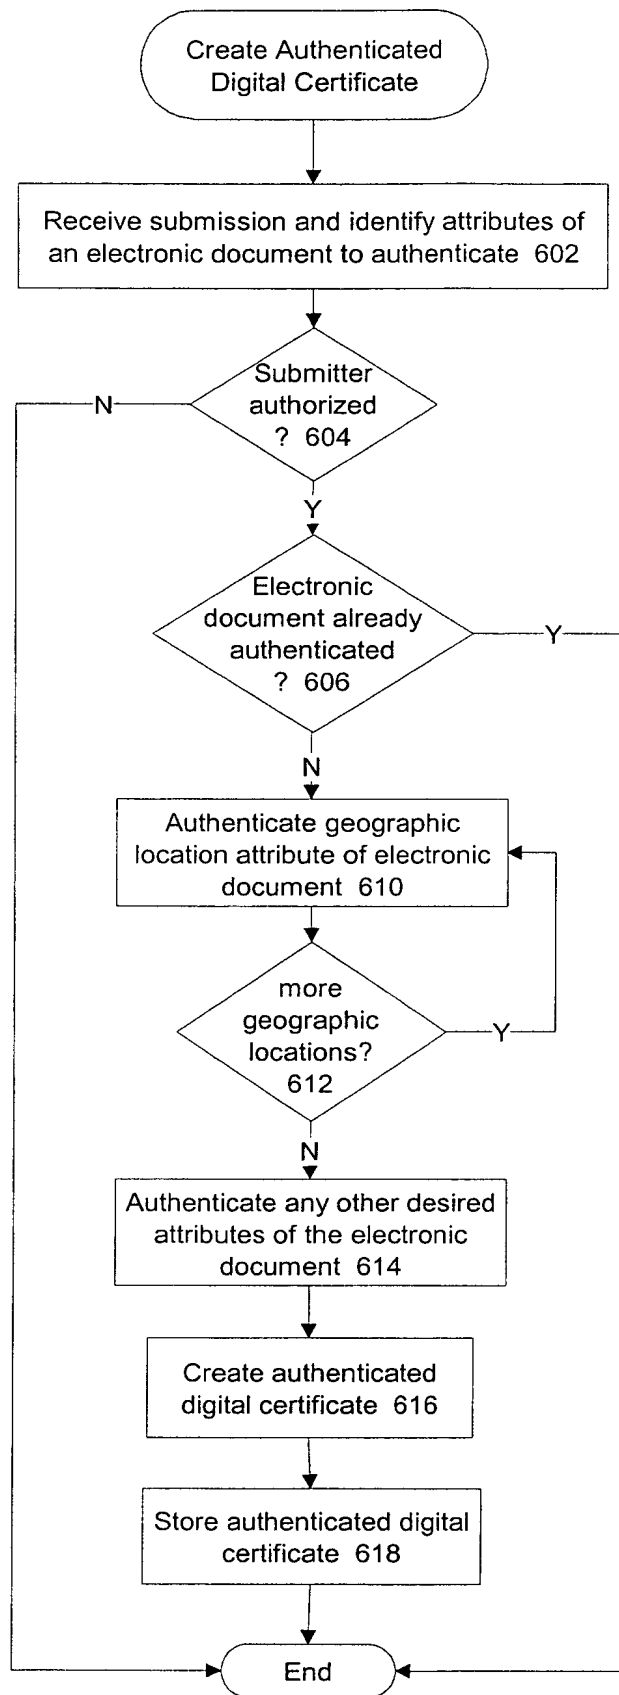 Create Authenticated
Digital Certificate
Receive submission and identify attributes of
an electronic document to authenticate 602
Submitter
authorized
? 604
N
Y
Electronic
document already
authenticated
? 606
Y
N
Authenticate geographic
location attribute of electronic
document 610
more
geographic
locations?
612
Y
N
Authenticate any other desired
attributes of the electronic
document 614
Create authenticated
digital certificate 616
Store authenticated digital
certificate 618
End